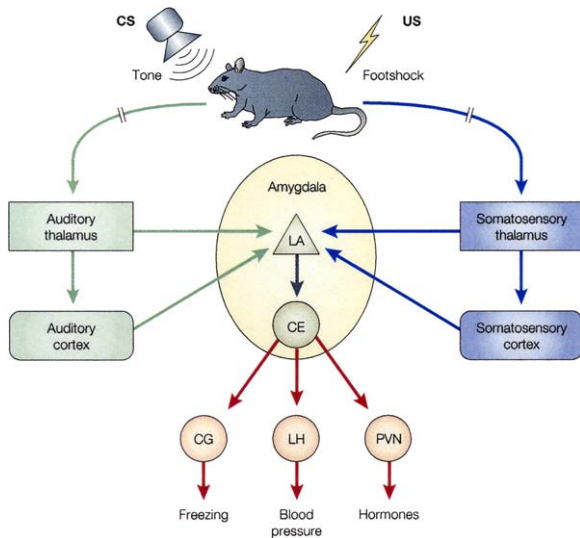 CS
US
Tone
Footshock
Amygdala
Auditory
thalamus
LA
Somatosensory
thalamus
Auditory
cortex
CE
Somatosensory
cortex
CG
LH
PVN
Freezing
Blood
pressure
Hormones